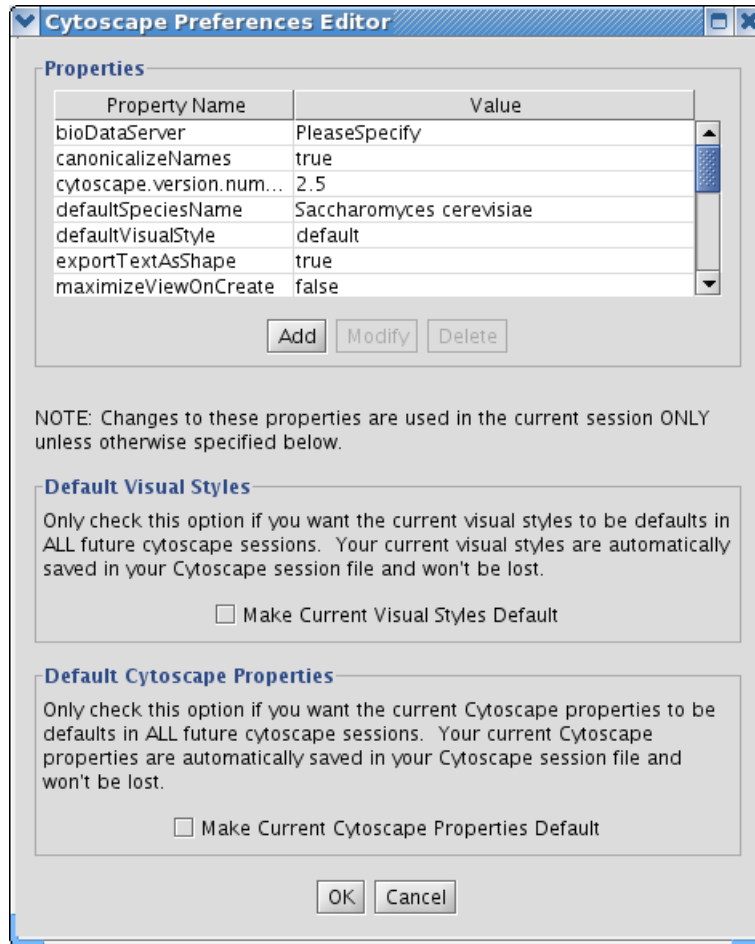 Cytoscape Preferences Editor
Properties
Property Name Value
bioDataServer PleaseSpecify
canonicalizeNames true
cytoscape.version.num... 2.5
defaultSpeciesName Saccharomyces cerevisiae
defaultVisualStyle default
exportTextAsShape true
maximizeViewOnCreate false
Add Modify Delete
NOTE: Changes to these properties are used in the current session ONLY
unless otherwise specified below.
Default Visual Styles
Only check this option if you want the current visual styles to be defaults in
ALL future cytoscape sessions. Your current visual styles are automatically
saved in your Cytoscape session file and won't be lost.
Make Current Visual Styles Default
Default Cytoscape Properties
Only check this option if you want the current Cytoscape properties to be
defaults in ALL future cytoscape sessions. Your current Cytoscape
properties are automatically saved in your Cytoscape session file and
won't be lost.
Make Current Cytoscape Properties Default
OK Cancel